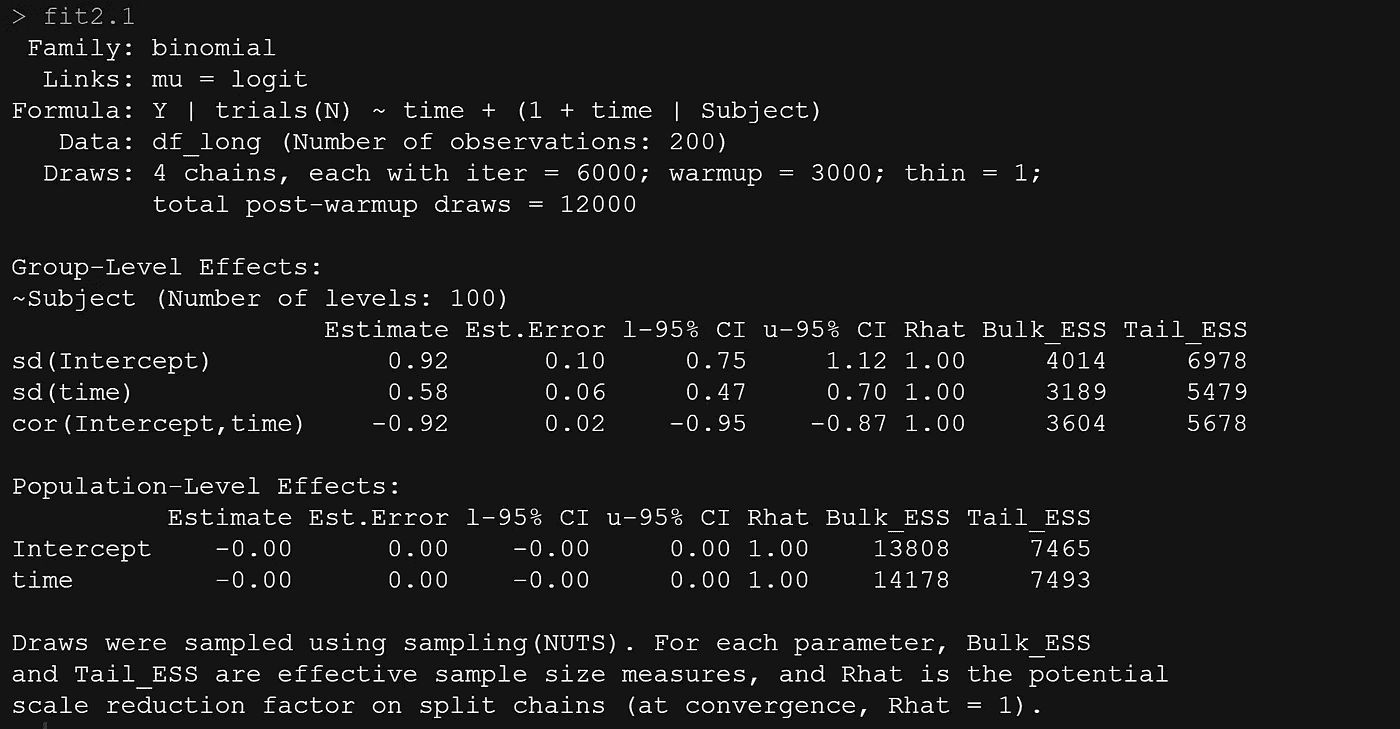 > fit2.1
 Family: binomial
  Links: mu = logit
Formula: Y | trials(N) ~ time + (1 + time | Subject)
   Data: df_long (Number of observations: 200)
  Draws: 4 chains, each with iter = 6000; warmup = 3000; thin = 1;
         total post-warmup draws = 12000

Group-Level Effects:
~Subject (Number of levels: 100)
                    Estimate Est.Error l-95% CI u-95% CI Rhat Bulk_ESS Tail_ESS
sd(Intercept)           0.92      0.10     0.75     1.12 1.00     4014     6978
sd(time)                0.58      0.06     0.47     0.70 1.00     3189     5479
cor(Intercept,time)    -0.92      0.02    -0.95    -0.87 1.00     3604     5678

Population-Level Effects:
          Estimate Est.Error l-95% CI u-95% CI Rhat Bulk_ESS Tail_ESS
Intercept    -0.00      0.00    -0.00     0.00 1.00    13808     7465
time         -0.00      0.00    -0.00     0.00 1.00    14178     7493

Draws were sampled using sampling(NUTS). For each parameter, Bulk_ESS
and Tail_ESS are effective sample size measures, and Rhat is the potential
scale reduction factor on split chains (at convergence, Rhat = 1).